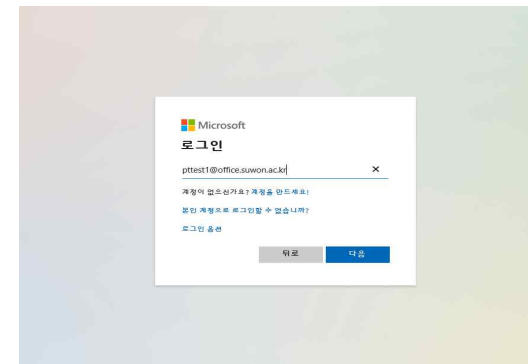 Microsoft
로그인
pttest1@office.suwon.ac.kr
계정이 없으신가요? 계정을 만드세요!
본인 계정으로 로그인할 수 없습니까?
로그인 옵션
뒤로 다음